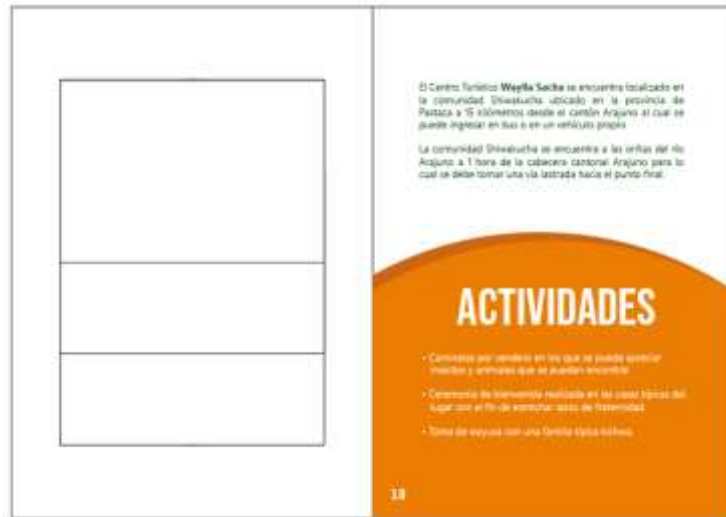 El Centro Turístico Waylla Sacha se encuentra localizado en
la comunidad Shiwakucha ubicado en la provincia de
Pastaza a 15 kilómetros desde el cantón Arajuno al cual se
puede ingresar en bus o en un vehículo propio.
La comunidad Shiwakucha se encuentra a las orillas del río
Arajuno a 1 hora de la cabecera cantonal Arajuno para lo
cual se debe tomar una vía lastrada hacia el punto final.
ACTIVIDADES
• Caminatas por sendero en los que se puede apreciar
insectos y animales que se puedan encontrar
• Ceremonia de bienvenida realizada en las casas típicas del
lugar con el fin de estrechar lazos de fraternidad
• Toma de wayusa con una familia típica kichwa
18